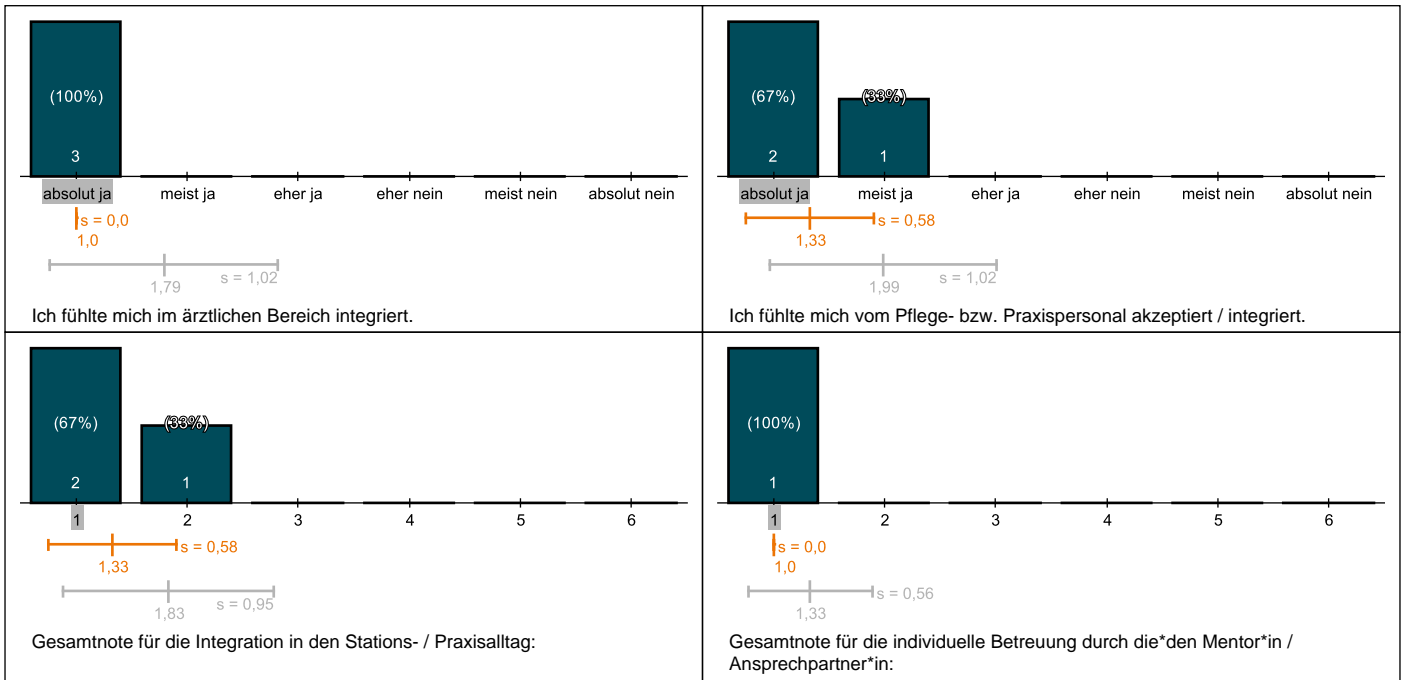 (100%)
3
absolut ja meist ja eher ja eher nein meist nein absolut nein
s = 0,0
1,0
s = 1,02
1,79
Ich fühlte mich im ärztlichen Bereich integriert.
(67%) (33%)
2 1
absolut ja meist ja eher ja eher nein meist nein absolut nein
s = 0,58
1,33
s = 1,02
1,99
Ich fühlte mich vom Pflege- bzw. Praxispersonal akzeptiert / integriert.
(67%) (33%)
2 1
1 2 3 4 5 6
s = 0,58
1,33
s = 0,95
1,83
Gesamtnote für die Integration in den Stations- / Praxisalltag:
(100%)
1
1 2 3 4 5 6
s = 0,0
1,0
s = 0,56
1,33
Gesamtnote für die individuelle Betreuung durch die*den Mentor*in /
Ansprechpartner*in: